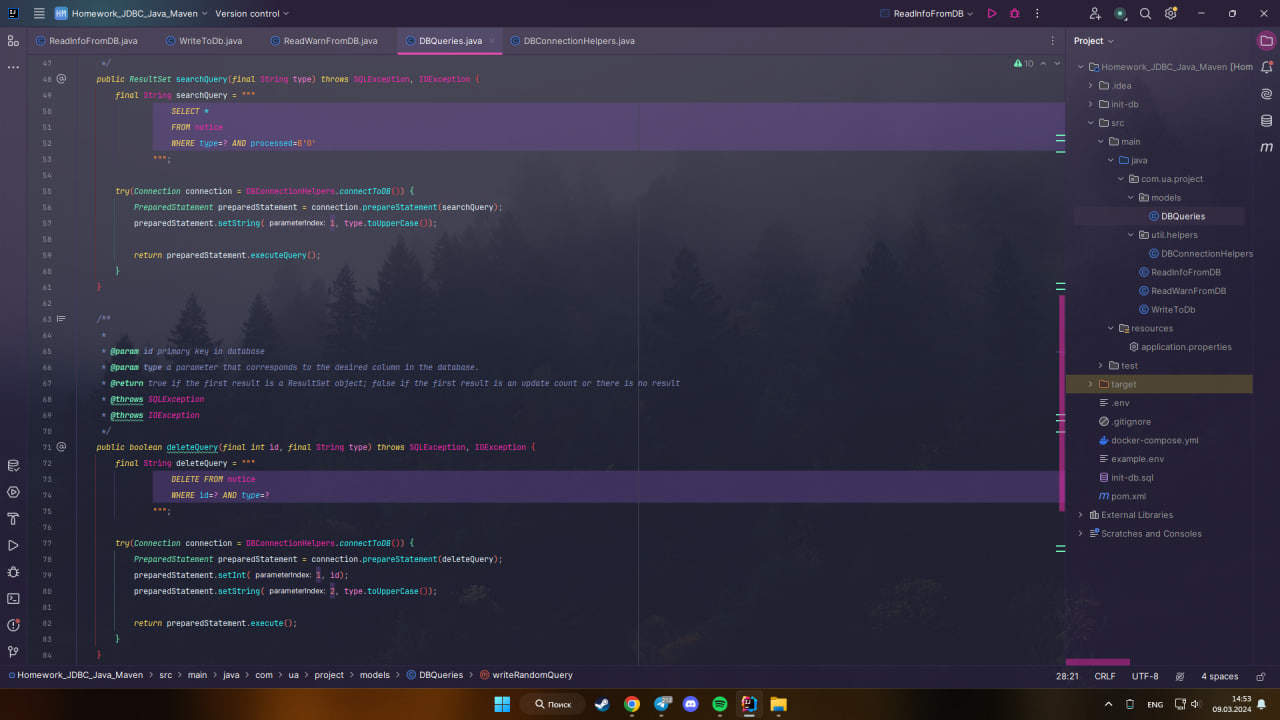 HM Homework_JDBC_Java_Maven Version control ReadInfoFromDB
ReadInfoFromDB.java WriteToDb.java ReadWarnFromDB.java DBQueries.java DBConnectionHelpers.java Project
10
47 */
48 public ResultSet searchQuery(final String type) throws SQLException, IOException {
49 final String searchQuery = """
50 SELECT *
51 FROM notice
52 WHERE type=? AND processed=B'0'
53 """;
54
55 try(Connection connection = DBConnectionHelpers.connectToDB()) {
56 PreparedStatement preparedStatement = connection.prepareStatement(searchQuery);
57 preparedStatement.setString( parameterIndex: 1, type.toUpperCase());
58
59 return preparedStatement.executeQuery();
60 }
61 }
62
63 /**
64 *
65 * @param id primary key in database
66 * @param type a parameter that corresponds to the desired column in the database.
67 * @return true if the first result is a ResultSet object; false if the first result is an update count or there is no result
68 * @throws SQLException
69 * @throws IOException
70 */
71 public boolean deleteQuery(final int id, final String type) throws SQLException, IOException {
72 final String deleteQuery = """
73 DELETE FROM notice
74 WHERE id=? AND type=?
75 """;
76
77 try(Connection connection = DBConnectionHelpers.connectToDB()) {
78 PreparedStatement preparedStatement = connection.prepareStatement(deleteQuery);
79 preparedStatement.setInt( parameterIndex: 1, id);
80 preparedStatement.setString( parameterIndex: 2, type.toUpperCase());
81
82 return preparedStatement.execute();
83 }
84 }
Homework_JDBC_Java_Maven [Hom
.idea
init-db
src
main
java
com.ua.project
models
DBQueries
util.helpers
DBConnectionHelpers
ReadInfoFromDB
ReadWarnFromDB
WriteToDb
resources
application.properties
test
target
.env
.gitignore
docker-compose.yml
example.env
init-db.sql
pom.xml
External Libraries
Scratches and Consoles
Homework_JDBC_Java_Maven > src > main > java > com > ua > project > models > DBQueries > writeRandomQuery 28:21 CRLF UTF-8 4 spaces
Поиск ENG 14:53
09.03.2024